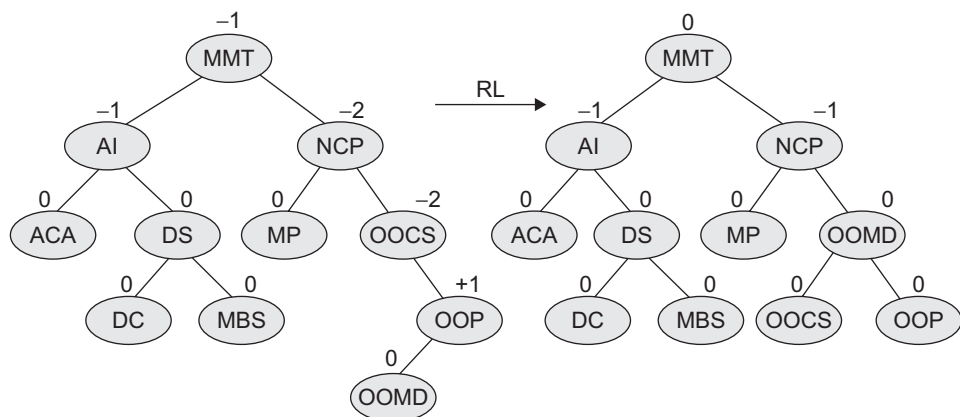 –1 0
MMT MMT
–1 –2 RL –1 –1
AI NCP AI NCP
0 0 0 –2 0 0 0 0
ACA DS MP OOCS ACA DS MP OOMD
0 0 +1 0 0 0 0
DC MBS OOP DC MBS OOCS OOP
0
OOMD